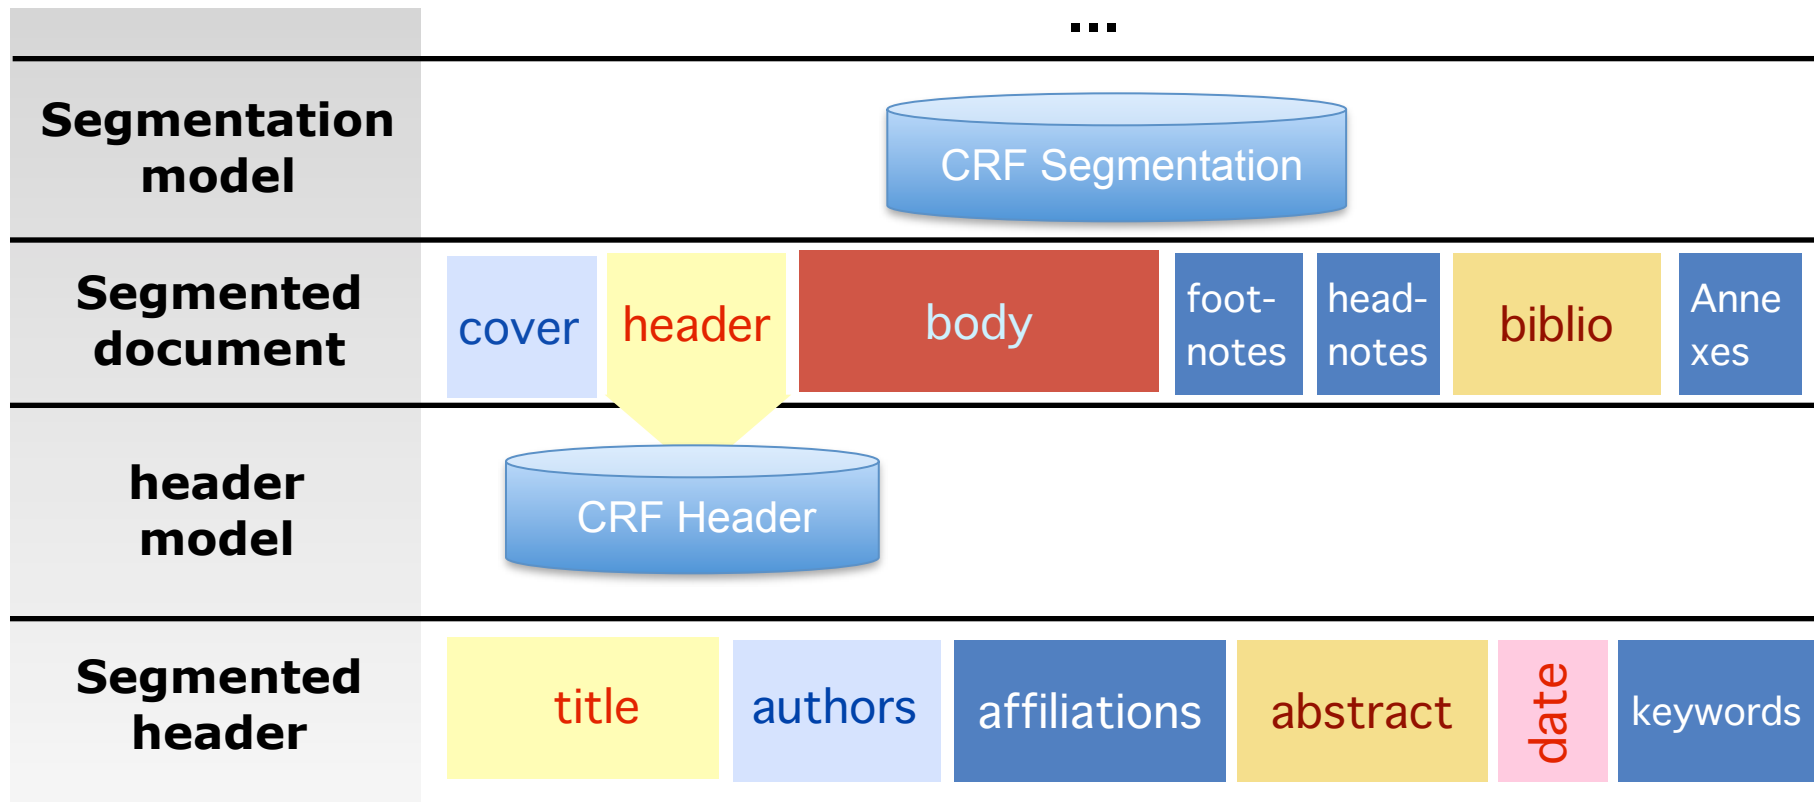 ...
Segmentation
model
CRF Segmentation
Segmented
document
cover
header
body
foot-
notes
head-
notes
biblio
Anne
xes
header
model
CRF Header
Segmented
header
title
authors
affiliations
abstract
date
keywords